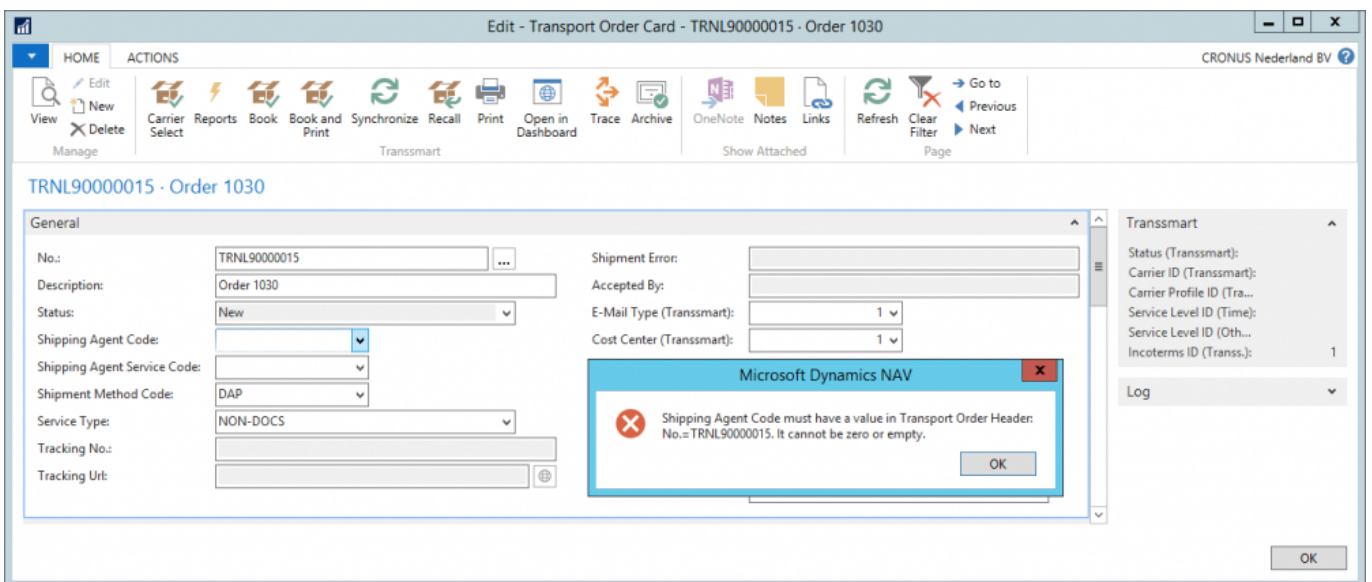 Edit - Transport Order Card - TRNL90000015 · Order 1030
HOME ACTIONS
CRONUS Nederland BV
View
Edit
New
Delete
Manage
Carrier Select
Reports
Book
Book and Print
Synchronize
Recall
Print
Open in Dashboard
Trace
Archive
Transsmart
OneNote
Notes
Links
Show Attached
Refresh
Clear Filter
Go to
Previous
Next
Page
TRNL90000015 · Order 1030
General
No.: TRNL90000015 ...
Description: Order 1030
Status: New
Shipping Agent Code:
Shipping Agent Service Code:
Shipment Method Code: DAP
Service Type: NON-DOCS
Tracking No.:
Tracking Url:
Shipment Error:
Accepted By:
E-Mail Type (Transsmart): 1
Cost Center (Transsmart): 1
Microsoft Dynamics NAV
Shipping Agent Code must have a value in Transport Order Header:
No.=TRNL90000015. It cannot be zero or empty.
OK
Transsmart
Status (Transsmart):
Carrier ID (Transsmart):
Carrier Profile ID (Tra...
Service Level ID (Time):
Service Level ID (Oth...
Incoterms ID (Transs.): 1
Log
OK